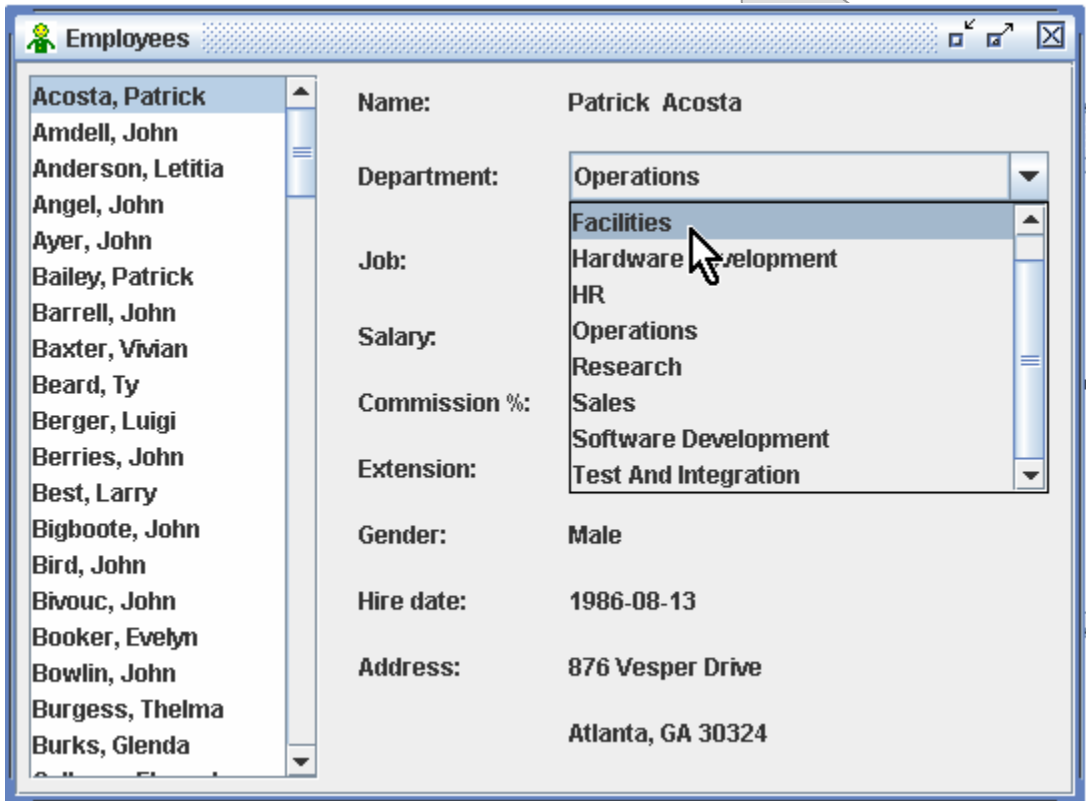 Employees
Acosta, Patrick
Amdell, John
Anderson, Letitia
Angel, John
Ayer, John
Bailey, Patrick
Barrell, John
Baxter, Vivian
Beard, Ty
Berger, Luigi
Berries, John
Best, Larry
Bigboote, John
Bird, John
Bivouc, John
Booker, Evelyn
Bowlin, John
Burgess, Thelma
Burks, Glenda
Name: Patrick Acosta
Department: Operations
Facilities
Hardware
HR
Operations
Research
Sales
Software Development
Test And Integration
Job:
Salary:
Commission %:
Extension:
Gender: Male
Hire date: 1986-08-13
Address: 876 Vesper Drive
Atlanta, GA 30324